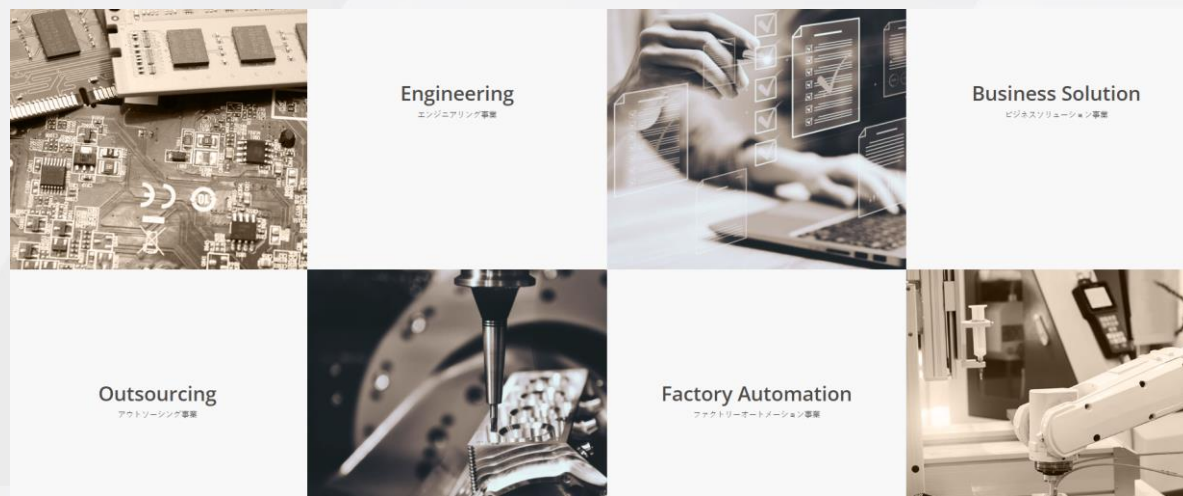 Engineering
エンジニアリング事業
Business Solution
ビジネスソリューション事業
Outsourcing
アウトソーシング事業
Factory Automation
ファクトリーオートメーション事業
10